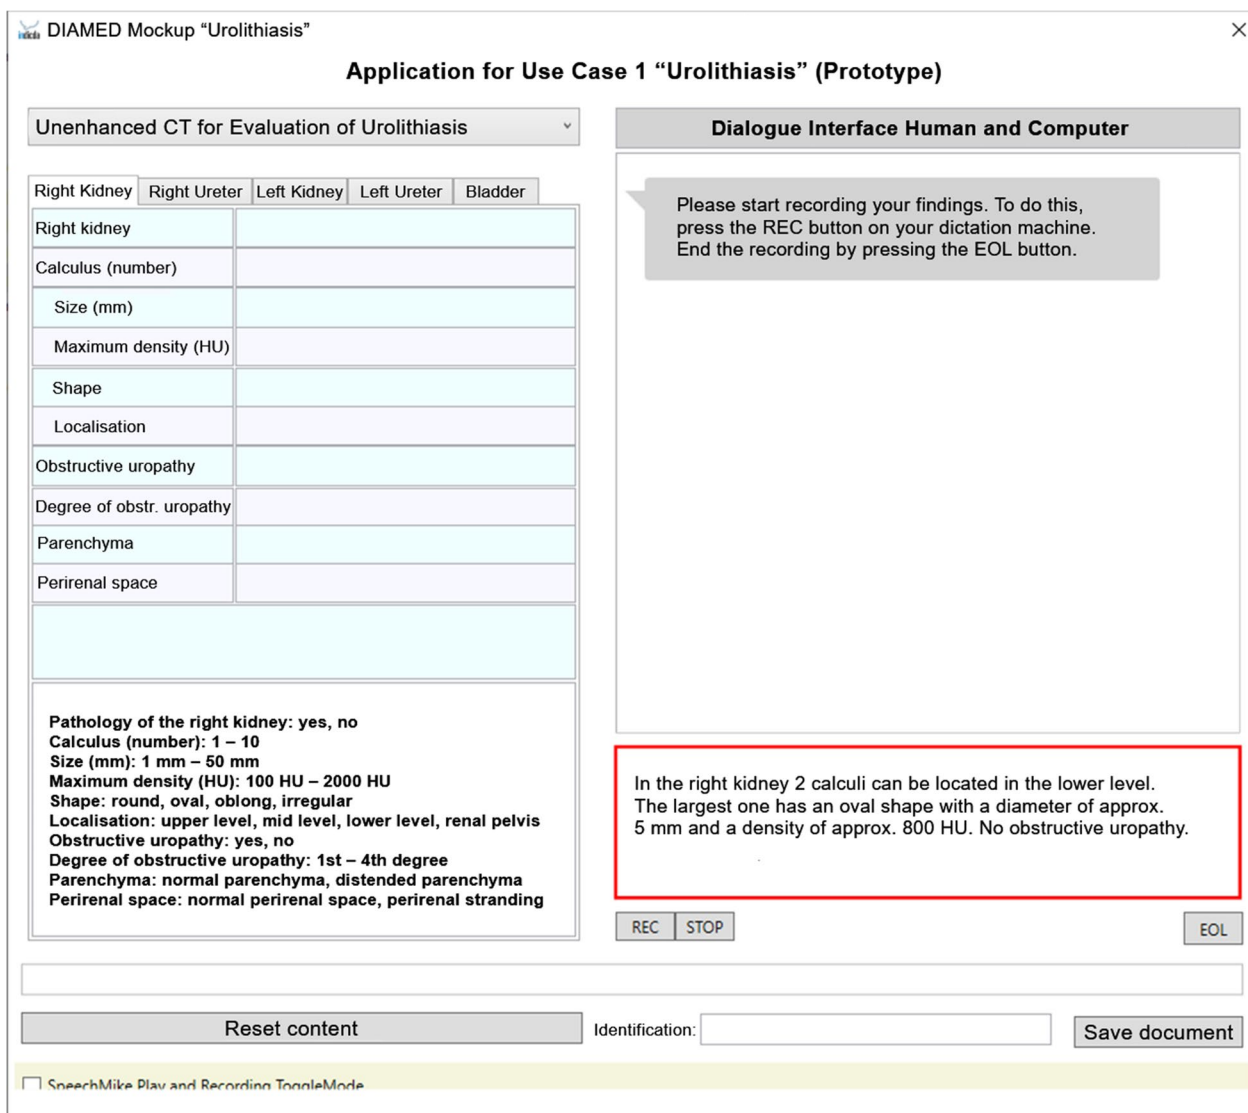 DIAMED Mockup “Urolithiasis”
Application for Use Case 1 “Urolithiasis” (Prototype)
Unenhanced CT for Evaluation of Urolithiasis
Right Kidney
Right Ureter
Left Kidney
Left Ureter
Bladder
Right kidney
Calculus (number)
Size (mm)
Maximum density (HU)
Shape
Localisation
Obstructive uropathy
Degree of obstr. uropathy
Parenchyma
Perirenal space
Pathology of the right kidney: yes, no
Calculus (number): 1 – 10
Size (mm): 1 mm – 50 mm
Maximum density (HU): 100 HU – 2000 HU
Shape: round, oval, oblong, irregular
Localisation: upper level, mid level, lower level, renal pelvis
Obstructive uropathy: yes, no
Degree of obstructive uropathy: 1st – 4th degree
Parenchyma: normal parenchyma, distended parenchyma
Perirenal space: normal perirenal space, perirenal stranding
Dialogue Interface Human and Computer
Please start recording your findings. To do this,
press the REC button on your dictation machine.
End the recording by pressing the EOL button.
In the right kidney 2 calculi can be located in the lower level.
The largest one has an oval shape with a diameter of approx.
5 mm and a density of approx. 800 HU. No obstructive uropathy.
REC
STOP
EOL
Reset content
Identification:
Save document
SpeechMike Play and Recording ToggleMode